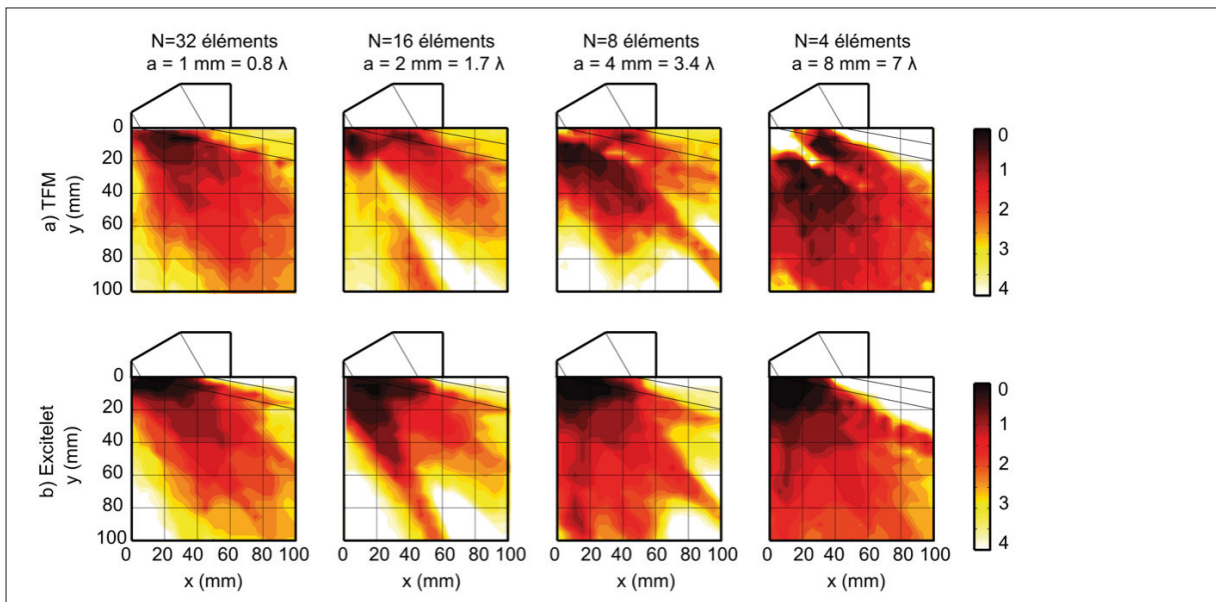 N=32 éléments
a = 1 mm = 0.8 λ
N=16 éléments
a = 2 mm = 1.7 λ
N=8 éléments
a = 4 mm = 3.4 λ
N=4 éléments
a = 8 mm = 7 λ
a) TFM
y (mm)
0
20
40
60
80
100
0
1
2
3
4
b) Excitelet
y (mm)
0
20
40
60
80
100
0
1
2
3
4
0 20 40 60 80 100
0 20 40 60 80 100
0 20 40 60 80 100
0 20 40 60 80 100
x (mm)
x (mm)
x (mm)
x (mm)